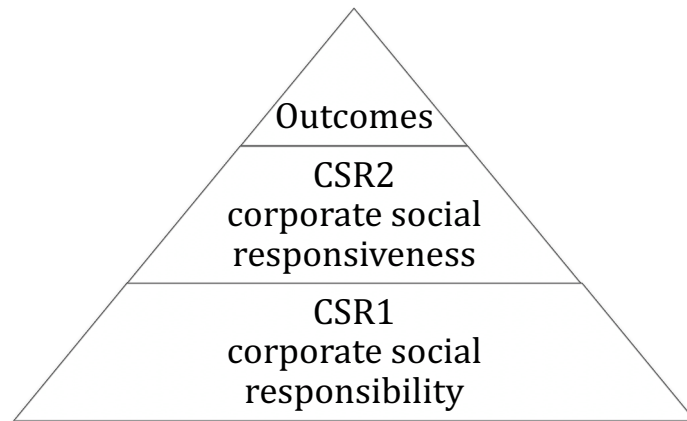 Outcomes
CSR2
corporate social
responsiveness
CSR1
corporate social
responsibility